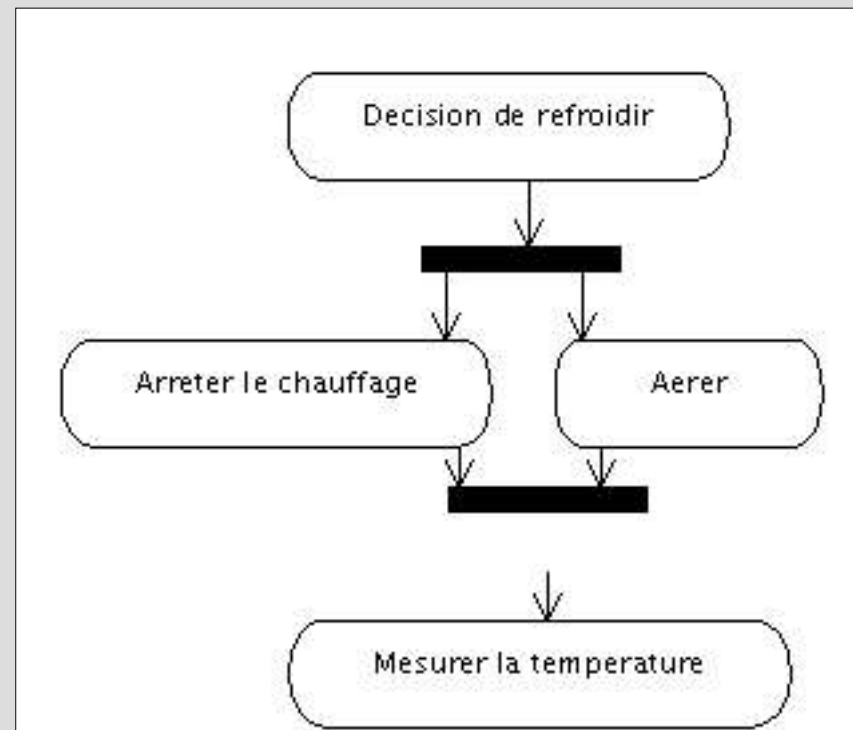 Decision de refroidir
Arreter le chauffage
Aerer
Mesurer la temperature